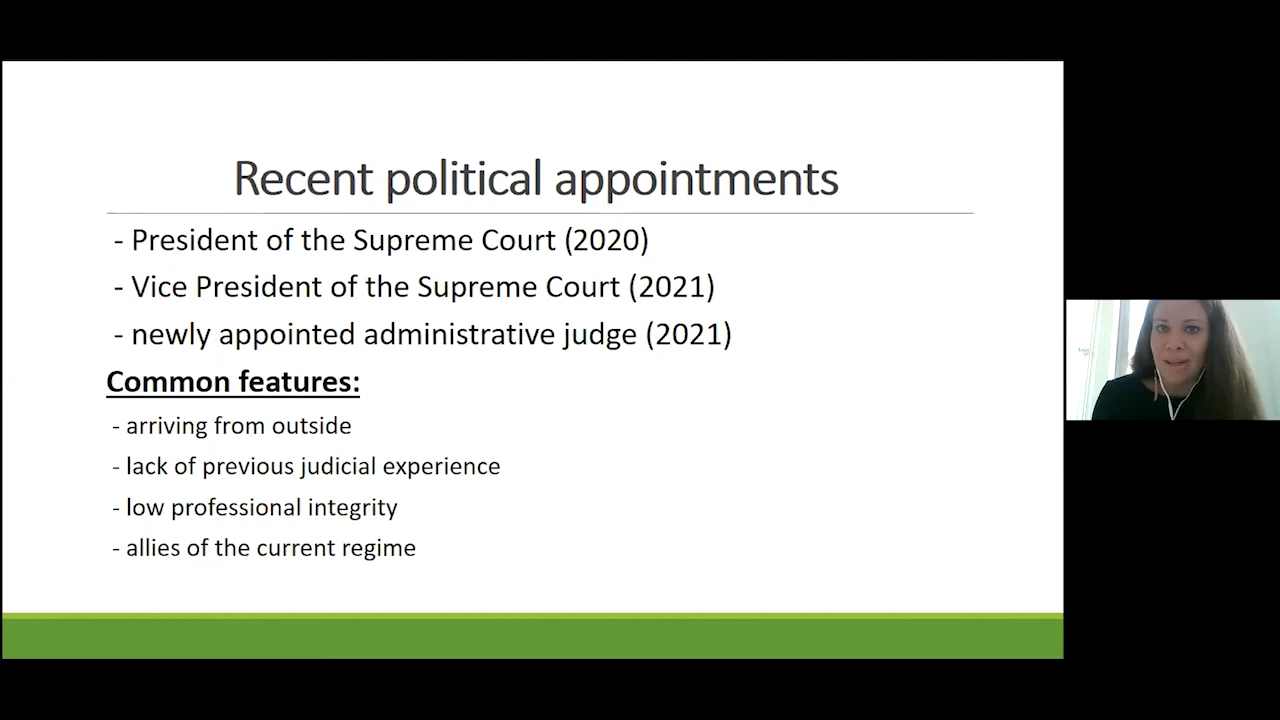 Recent political appointments
- President of the Supreme Court (2020)
- Vice President of the Supreme Court (2021)
- newly appointed administrative judge (2021)
Common features:
- arriving from outside
- lack of previous judicial experience
- low professional integrity
- allies of the current regime